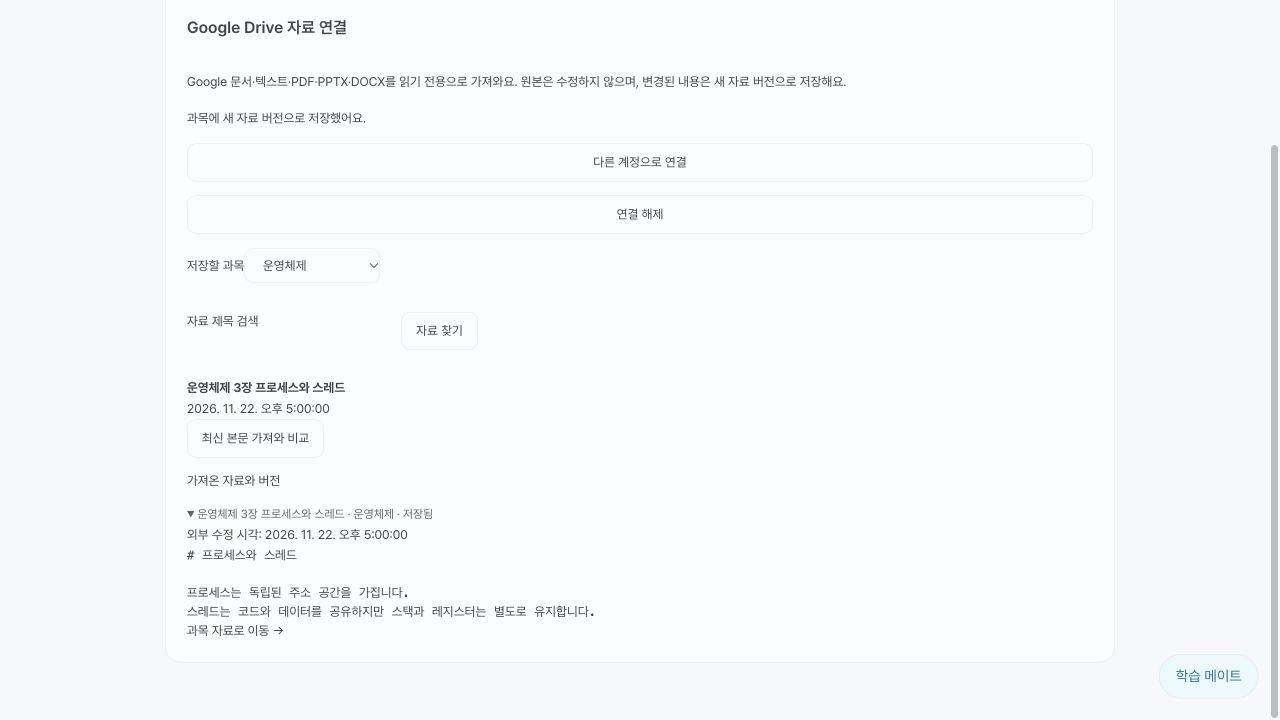 Google Drive 자료 연결
Google 문서·텍스트·PDF·PPTX·DOCX를 읽기 전용으로 가져와요. 원본은 수정하지 않으며, 변경된 내용은 새 자료 버전으로 저장해요.
과목에 새 자료 버전으로 저장했어요.
다른 계정으로 연결
연결 해제
저장할 과목 운영체제
자료 제목 검색 자료 찾기
운영체제 3장 프로세스와 스레드
2026. 11. 22. 오후 5:00:00
최신 본문 가져와 비교
가져온 자료와 버전
▼ 운영체제 3장 프로세스와 스레드 · 운영체제 · 저장됨
외부 수정 시각: 2026. 11. 22. 오후 5:00:00
# 프로세스와 스레드
프로세스는 독립된 주소 공간을 가집니다.
스레드는 코드와 데이터를 공유하지만 스택과 레지스터는 별도로 유지합니다.
과목 자료로 이동 →
학습 메이트